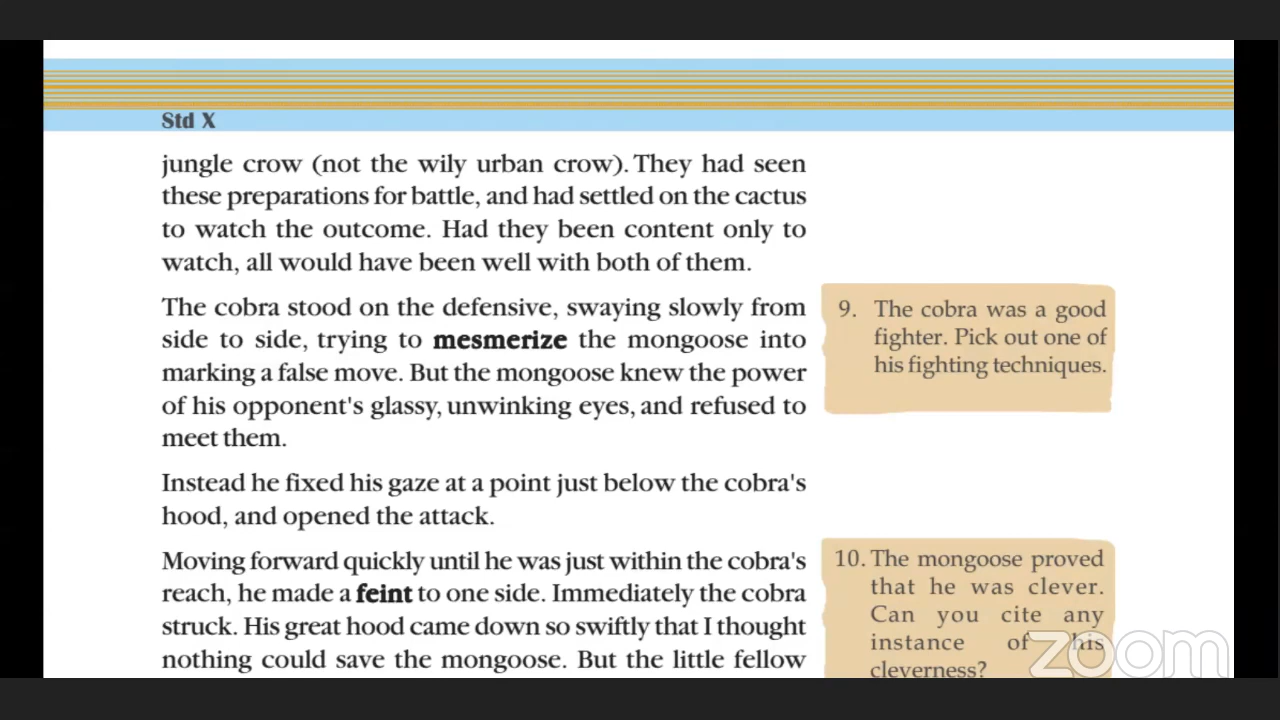 Std X
jungle crow (not the wily urban crow). They had seen
these preparations for battle, and had settled on the cactus
to watch the outcome. Had they been content only to
watch, all would have been well with both of them.
The cobra stood on the defensive, swaying slowly from
side to side, trying to mesmerize the mongoose into
marking a false move. But the mongoose knew the power
of his opponent's glassy, unwinking eyes, and refused to
meet them.
Instead he fixed his gaze at a point just below the cobra's
hood, and opened the attack.
Moving forward quickly until he was just within the cobra's
reach, he made a feint to one side. Immediately the cobra
struck. His great hood came down so swiftly that I thought
nothing could save the mongoose. But the little fellow
9. The cobra was a good
fighter. Pick out one of
his fighting techniques.
10. The mongoose proved
that he was clever.
Can you cite any
instance of his
cleverness?
zoom